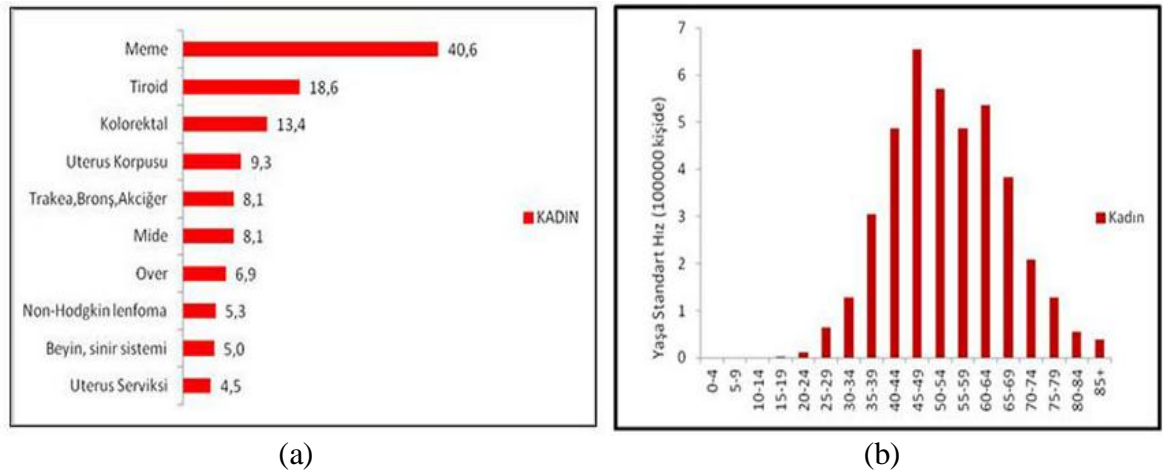 Meme
40,6
Tiroid
18,6
Kolorektal
13,4
Uterus Korpusu
9,3
Trakea,Bronş,Akciğer
8,1
Mide
8,1
Over
6,9
Non-Hodgkin lenfoma
5,3
Beyin, sinir sistemi
5,0
Uterus Serviksi
4,5
KADIN
(a)
Yaşa Standart Hız (100000 kişide)
7
6
5
4
3
2
1
0
0-4
5-9
10-14
15-19
20-24
25-29
30-34
35-39
40-44
45-49
50-54
55-59
60-64
65-69
70-74
75-79
80-84
85+
Kadın
(b)